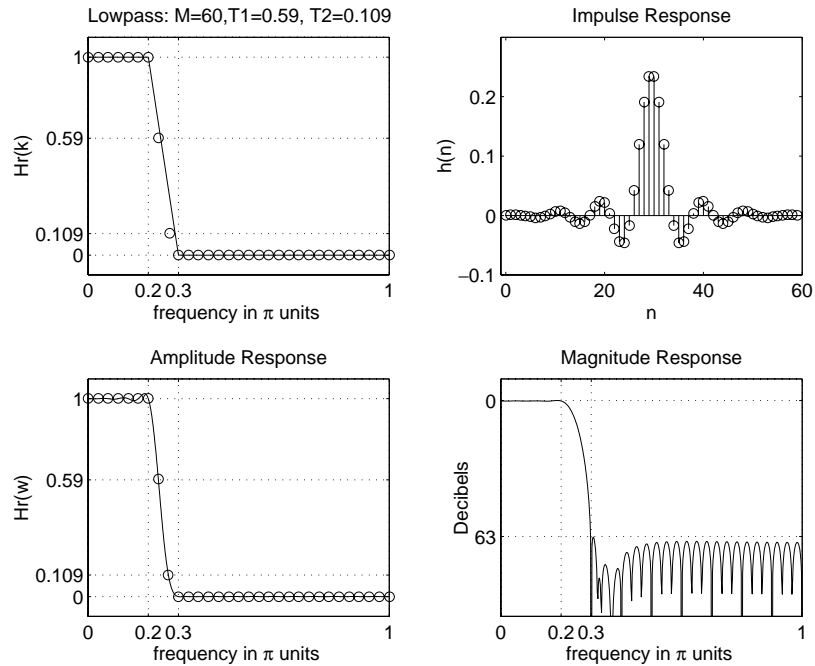 Lowpass: M=60,T1=0.59, T2=0.109
Hr(k)
1
0.59
0.109
0
0
0.2
0.3
1
frequency in π units
Impulse Response
h(n)
0.2
0.1
0
−0.1
0
20
40
60
n
Amplitude Response
Hr(w)
1
0.59
0.109
0
0
0.2
0.3
1
frequency in π units
Magnitude Response
Decibels
0
63
0
0.2
0.3
1
frequency in π units